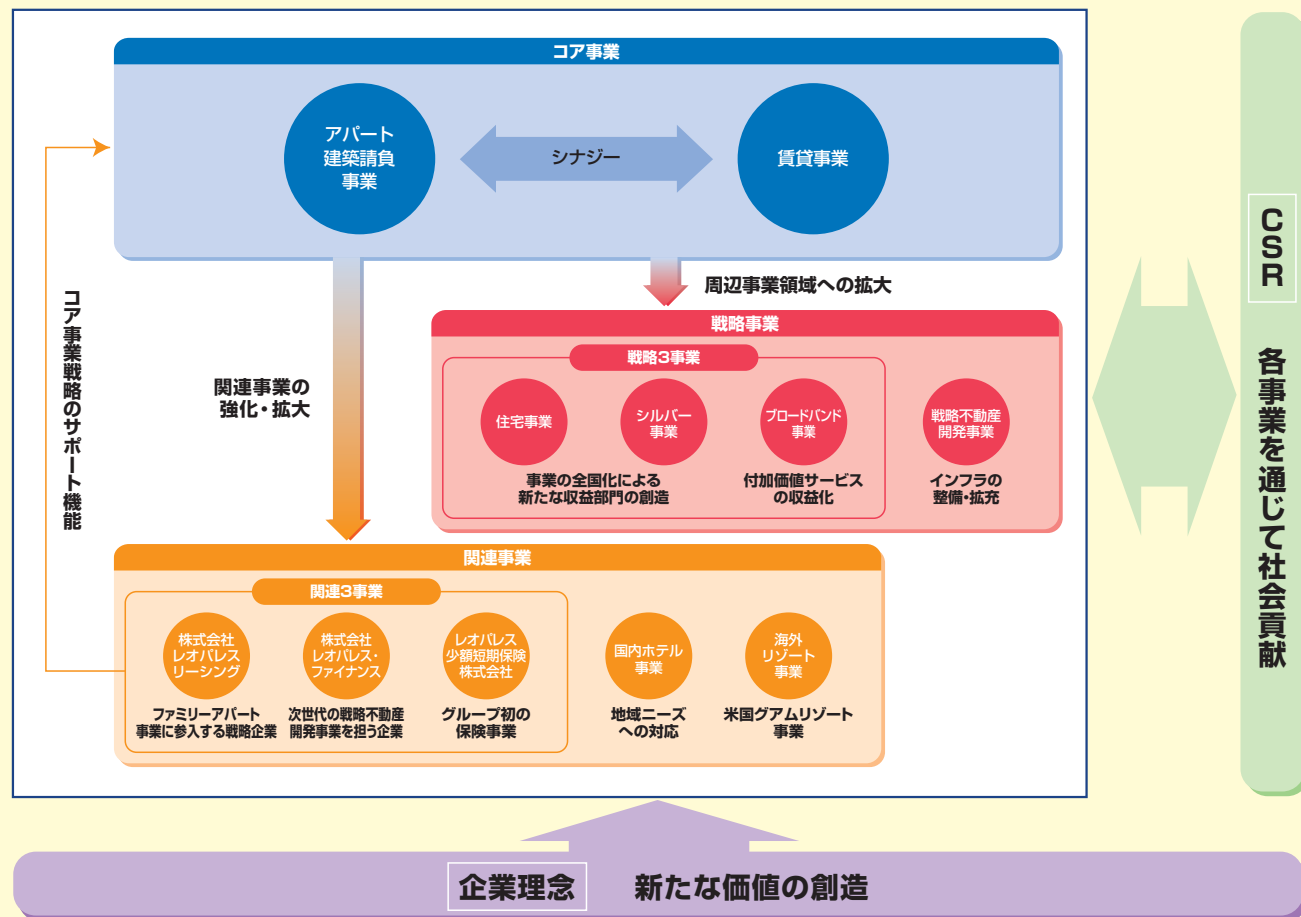 コア事業
アパート
建築請負
事業
シナジー
賃貸事業
コア事業戦略のサポート機能
関連事業の
強化・拡大
周辺事業領域への拡大
戦略事業
戦略3事業
住宅事業
シルバー
事業
ブロードバンド
事業
戦略不動産
開発事業
事業の全国化による
新たな収益部門の創造
付加価値サービス
の収益化
インフラの
整備・拡充
関連事業
関連3事業
株式会社
レオパレス
リーシング
株式会社
レオパレス・
ファイナンス
レオパレス
少額短期保険
株式会社
国内ホテル
事業
海外
リゾート
事業
ファミリーアパート
事業に参入する戦略企業
次世代の戦略不動産
開発事業を担う企業
グループ初の
保険事業
地域ニーズ
への対応
米国グアムリゾート
事業
CSR 各事業を通じて社会貢献
企業理念 新たな価値の創造